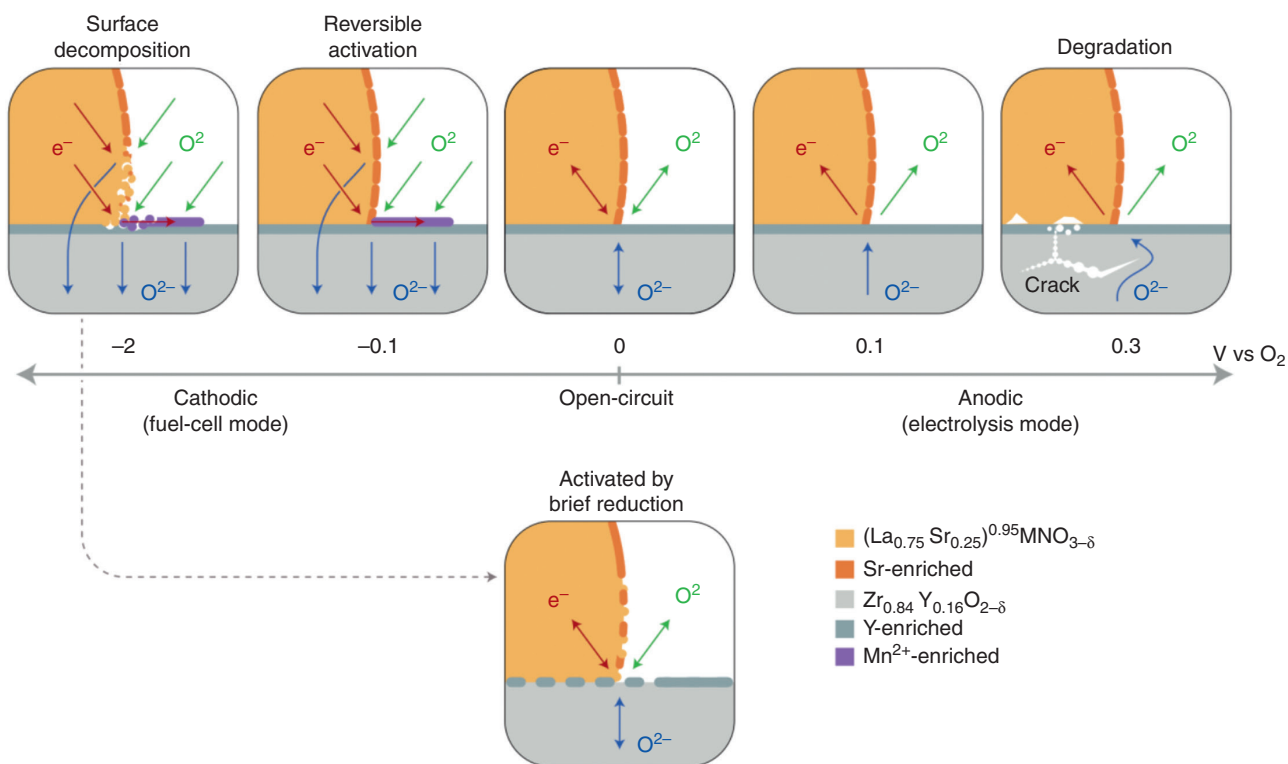 Surface
decomposition
Reversible
activation
Degradation
e⁻
O²
O²⁻
e⁻
O²
O²⁻
e⁻
O²
O²⁻
e⁻
O²
O²⁻
e⁻
O²
Crack
O²⁻
–2
–0.1
0
0.1
0.3
V vs O₂
Cathodic
(fuel-cell mode)
Open-circuit
Anodic
(electrolysis mode)
Activated by
brief reduction
e⁻
O²
O²⁻
(La₀.₇₅ Sr₀.₂₅)⁰·⁹⁵MNO₃₋δ
Sr-enriched
Zr₀.₈₄ Y₀.₁₆O₂₋δ
Y-enriched
Mn²⁺-enriched